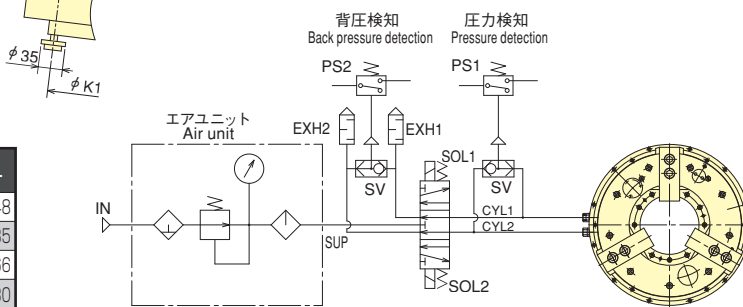 背圧検知
Back pressure detection
圧力検知
Pressure detection
φ35
φK1
PS2
PS1
エアユニット
Air unit
EXH2
EXH1
SOL1
SV
SV
IN
CYL1
CYL2
SUP
SOL2